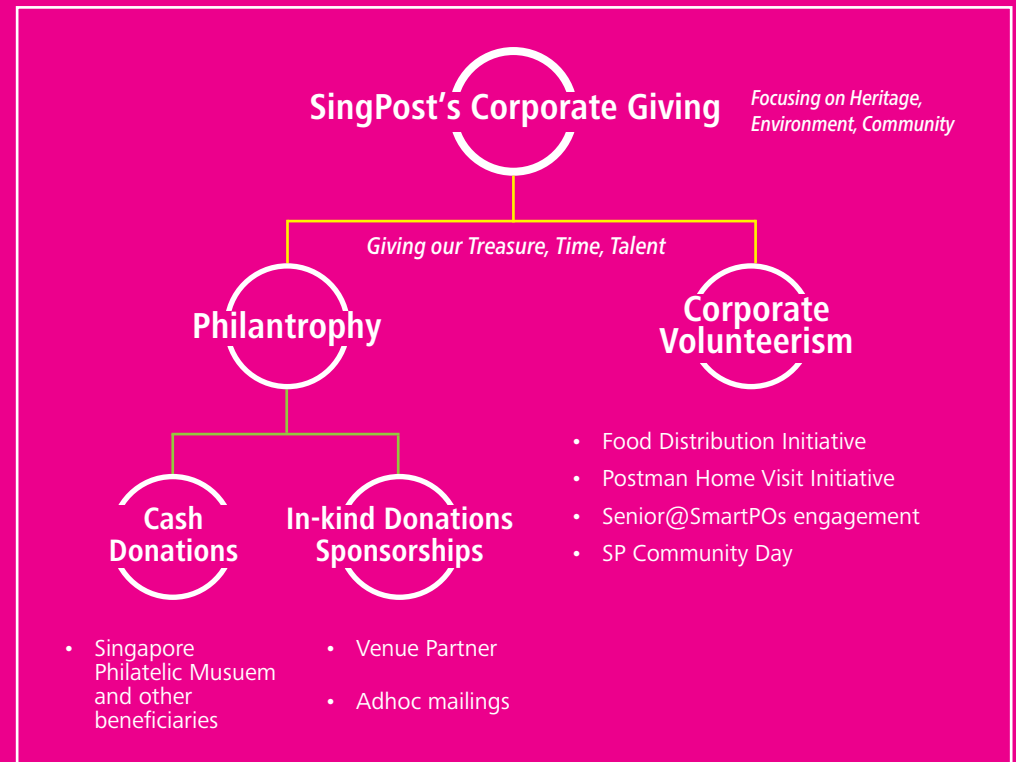 SingPost's Corporate Giving
Focusing on Heritage,
Environment, Community
Giving our Treasure, Time, Talent
Philantrophy
Corporate
Volunteerism
• Food Distribution Initiative
• Postman Home Visit Initiative
• Senior@SmartPOs engagement
• SP Community Day
Cash
Donations
In-kind Donations
Sponsorships
• Singapore
Philatelic Musuem
and other
beneficiaries
• Venue Partner
• Adhoc mailings